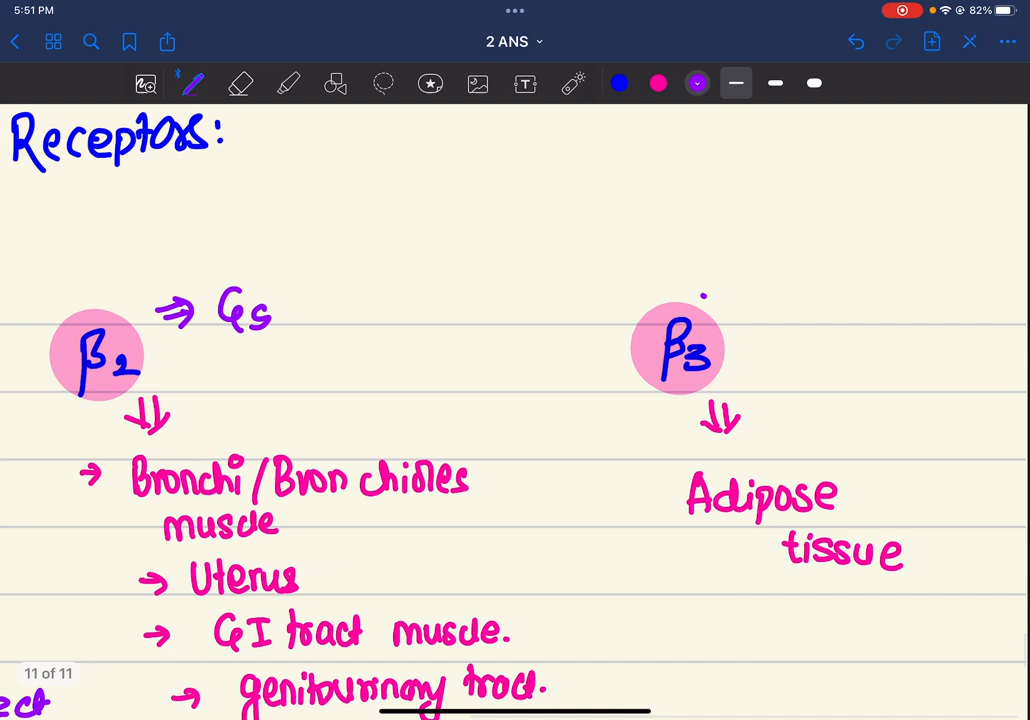 5:51 PM
82%
2 ANS
Receptors:
β2 ⇒ Gs
β3
→ Bronchi/Bronchioles
muscle
→ Uterus
→ GI tract muscle.
→ genitourinary tract.
Adipose
tissue
11 of 11